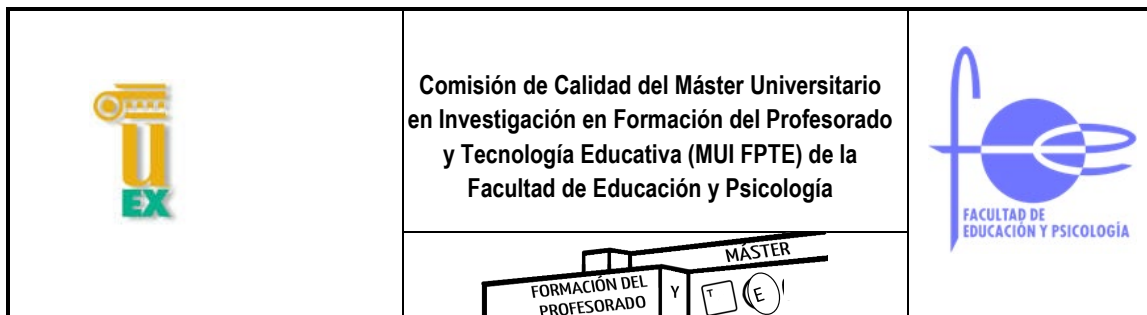 u
EX
Comisión de Calidad del Máster Universitario
en Investigación en Formación del Profesorado
y Tecnología Educativa (MUI FPTE) de la
Facultad de Educación y Psicología
MÁSTER
FORMACIÓN DEL
PROFESORADO
Y
T
E
FACULTAD DE
EDUCACIÓN Y PSICOLOGÍA